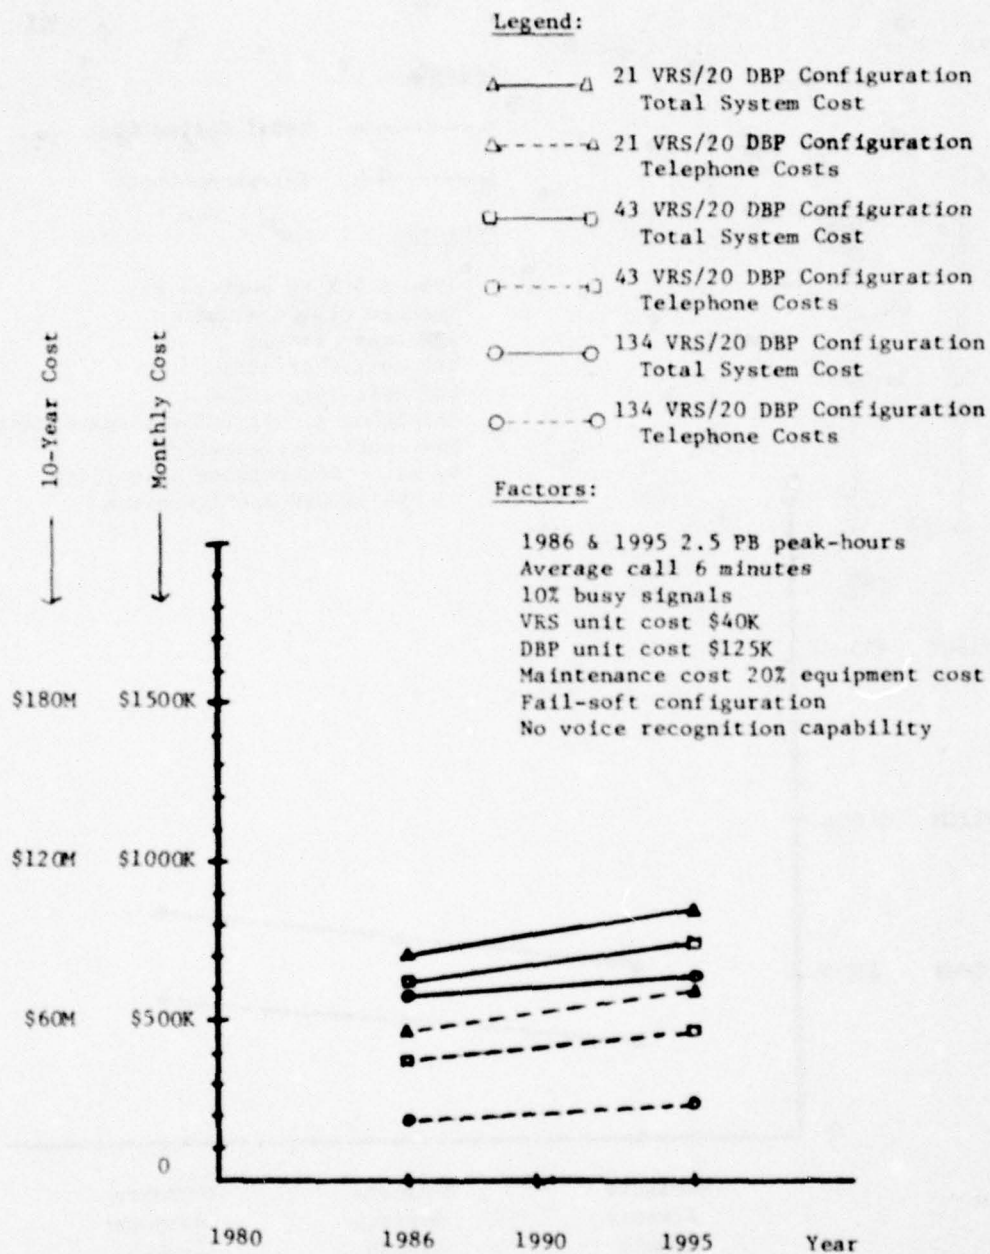 Legend:
21 VRS/20 DBP Configuration
Total System Cost
21 VRS/20 DBP Configuration
Telephone Costs
43 VRS/20 DBP Configuration
Total System Cost
43 VRS/20 DBP Configuration
Telephone Costs
134 VRS/20 DBP Configuration
Total System Cost
134 VRS/20 DBP Configuration
Telephone Costs
Factors:
1986 & 1995 2.5 PB peak-hours
Average call 6 minutes
10% busy signals
VRS unit cost $40K
DBP unit cost $125K
Maintenance cost 20% equipment cost
Fail-soft configuration
No voice recognition capability
10-Year Cost
Monthly Cost
$180M $1500K
$120M $1000K
$60M $500K
0
1980 1986 1990 1995 Year